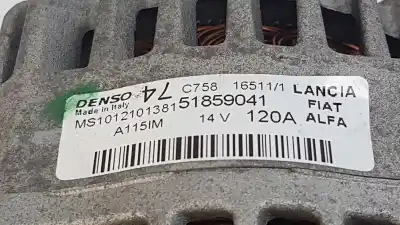 DENSO 74 C758 16511/1 LANCIA
Made in Italy FIAT
MS1012101381 51859041 ALFA
A115IM 14 V 120A